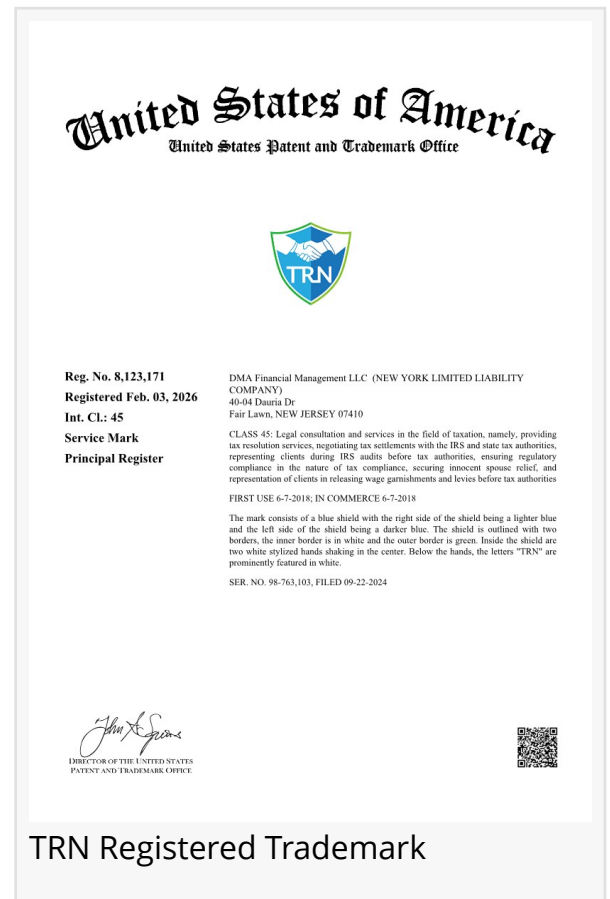 United States of America
United States Patent and Trademark Office
TRN
Reg. No. 8,123,171
Registered Feb. 03, 2026
Int. Cl.: 45
Service Mark
Principal Register
DMA Financial Management LLC (NEW YORK LIMITED LIABILITY
COMPANY)
40-04 Dauria Dr
Fair Lawn, NEW JERSEY 07410
CLASS 45: Legal consultation and services in the field of taxation, namely, providing
tax resolution services, negotiating tax settlements with the IRS and state tax authorities,
representing clients during IRS audits before tax authorities, ensuring regulatory
compliance in the nature of tax compliance, securing innocent spouse relief, and
representation of clients in releasing wage garnishments and levies before tax authorities
FIRST USE 6-7-2018; IN COMMERCE 6-7-2018
The mark consists of a blue shield with the right side of the shield being a lighter blue
and the left side of the shield being a darker blue. The shield is outlined with two
borders, the inner border is in white and the outer border is green. Inside the shield are
two white stylized hands shaking in the center. Below the hands, the letters "TRN" are
prominently featured in white.
SER. NO. 98-763,103, FILED 09-22-2024
DIRECTOR OF THE UNITED STATES
PATENT AND TRADEMARK OFFICE
TRN Registered Trademark